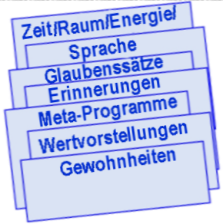 Zeit/Raum/Energie/
Sprache
Glaubenssätze
Erinnerungen
Meta-Programme
Wertvorstellungen
Gewohnheiten